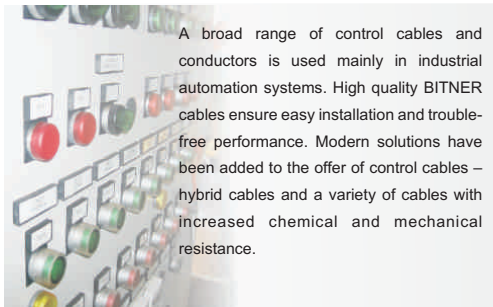 A broad range of control cables and
conductors is used mainly in industrial
automation systems. High quality BITNER
cables ensure easy installation and trouble-
free performance. Modern solutions have
been added to the offer of control cables –
hybrid cables and a variety of cables with
increased chemical and mechanical
resistance.